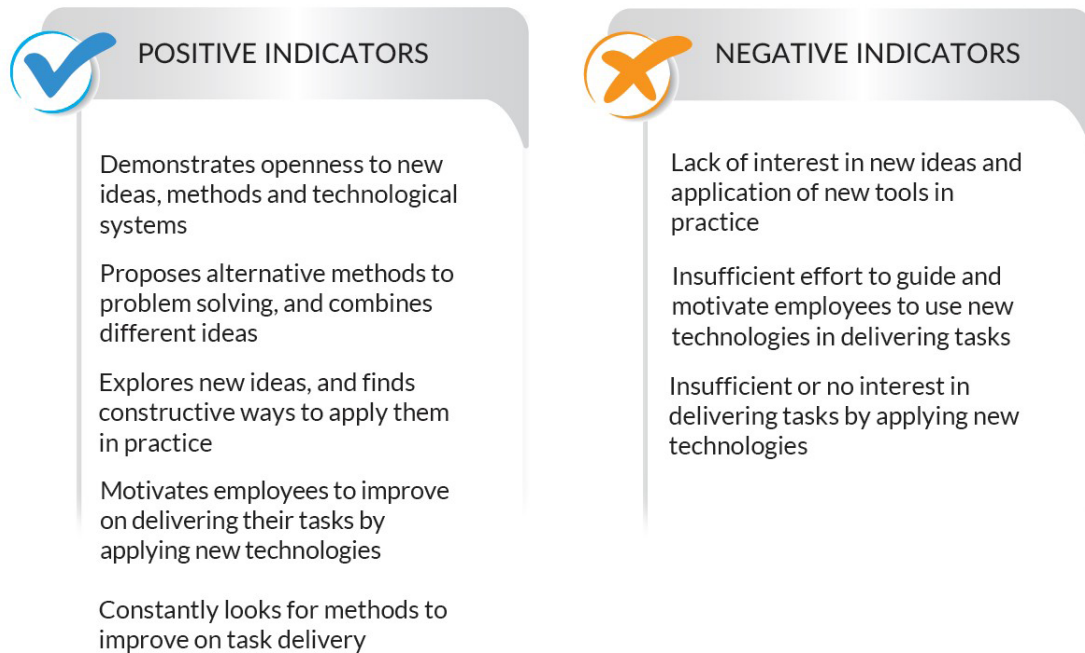 POSITIVE INDICATORS
Demonstrates openness to new
ideas, methods and technological
systems
Proposes alternative methods to
problem solving, and combines
different ideas
Explores new ideas, and finds
constructive ways to apply them
in practice
Motivates employees to improve
on delivering their tasks by
applying new technologies
Constantly looks for methods to
improve on task delivery
NEGATIVE INDICATORS
Lack of interest in new ideas and
application of new tools in
practice
Insufficient effort to guide and
motivate employees to use new
technologies in delivering tasks
Insufficient or no interest in
delivering tasks by applying new
technologies